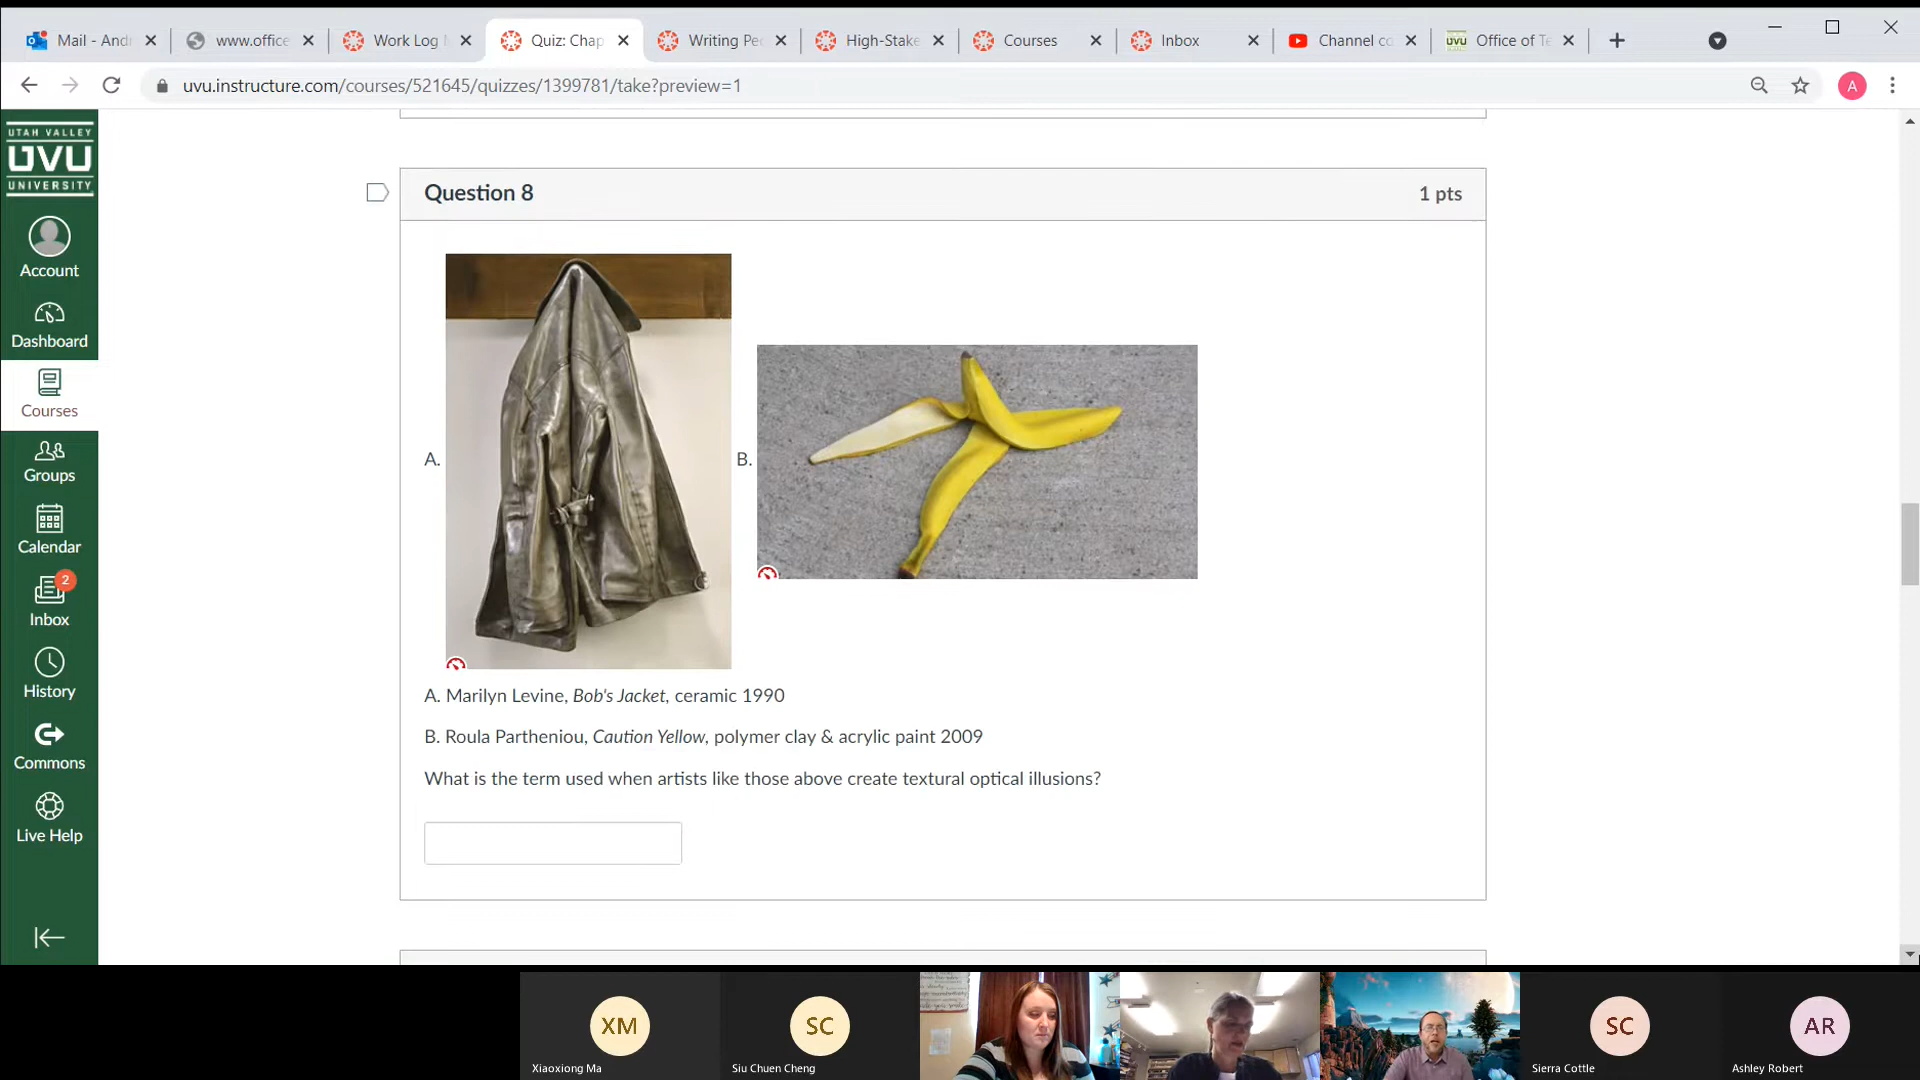 Mail - And
www.office
Work Log
Quiz: Chap
Writing Pe
High-Stake
Courses
Inbox
Channel co
UVU
Office of Te
uvu.instructure.com/courses/521645/quizzes/1399781/take?preview=1
A
UTAH VALLEY
UVU
UNIVERSITY
Account
Dashboard
Courses
Groups
Calendar
2
Inbox
History
Commons
Live Help
Question 8
1 pts
A.
B.
A. Marilyn Levine, Bob's Jacket, ceramic 1990
B. Roula Partheniou, Caution Yellow, polymer clay & acrylic paint 2009
What is the term used when artists like those above create textural optical illusions?
XM
SC
SC
AR
Xiaoxiong Ma
Siu Chuen Cheng
Sierra Cottle
Ashley Robert